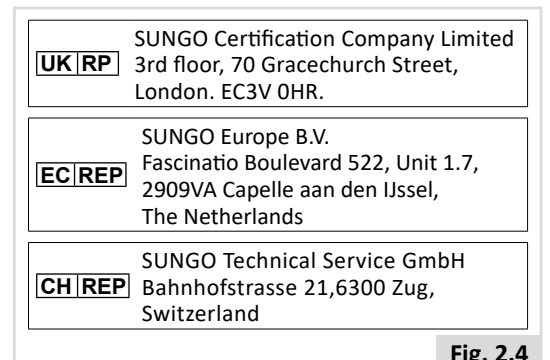 SUNGO Certification Company Limited
UK RP 3rd floor, 70 Gracechurch Street,
London. EC3V 0HR.
SUNGO Europe B.V.
Fascinatio Boulevard 522, Unit 1.7,
EC REP 2909VA Capelle aan den IJssel,
The Netherlands
SUNGO Technical Service GmbH
CH REP Bahnhofstrasse 21,6300 Zug,
Switzerland
Fig. 2.4